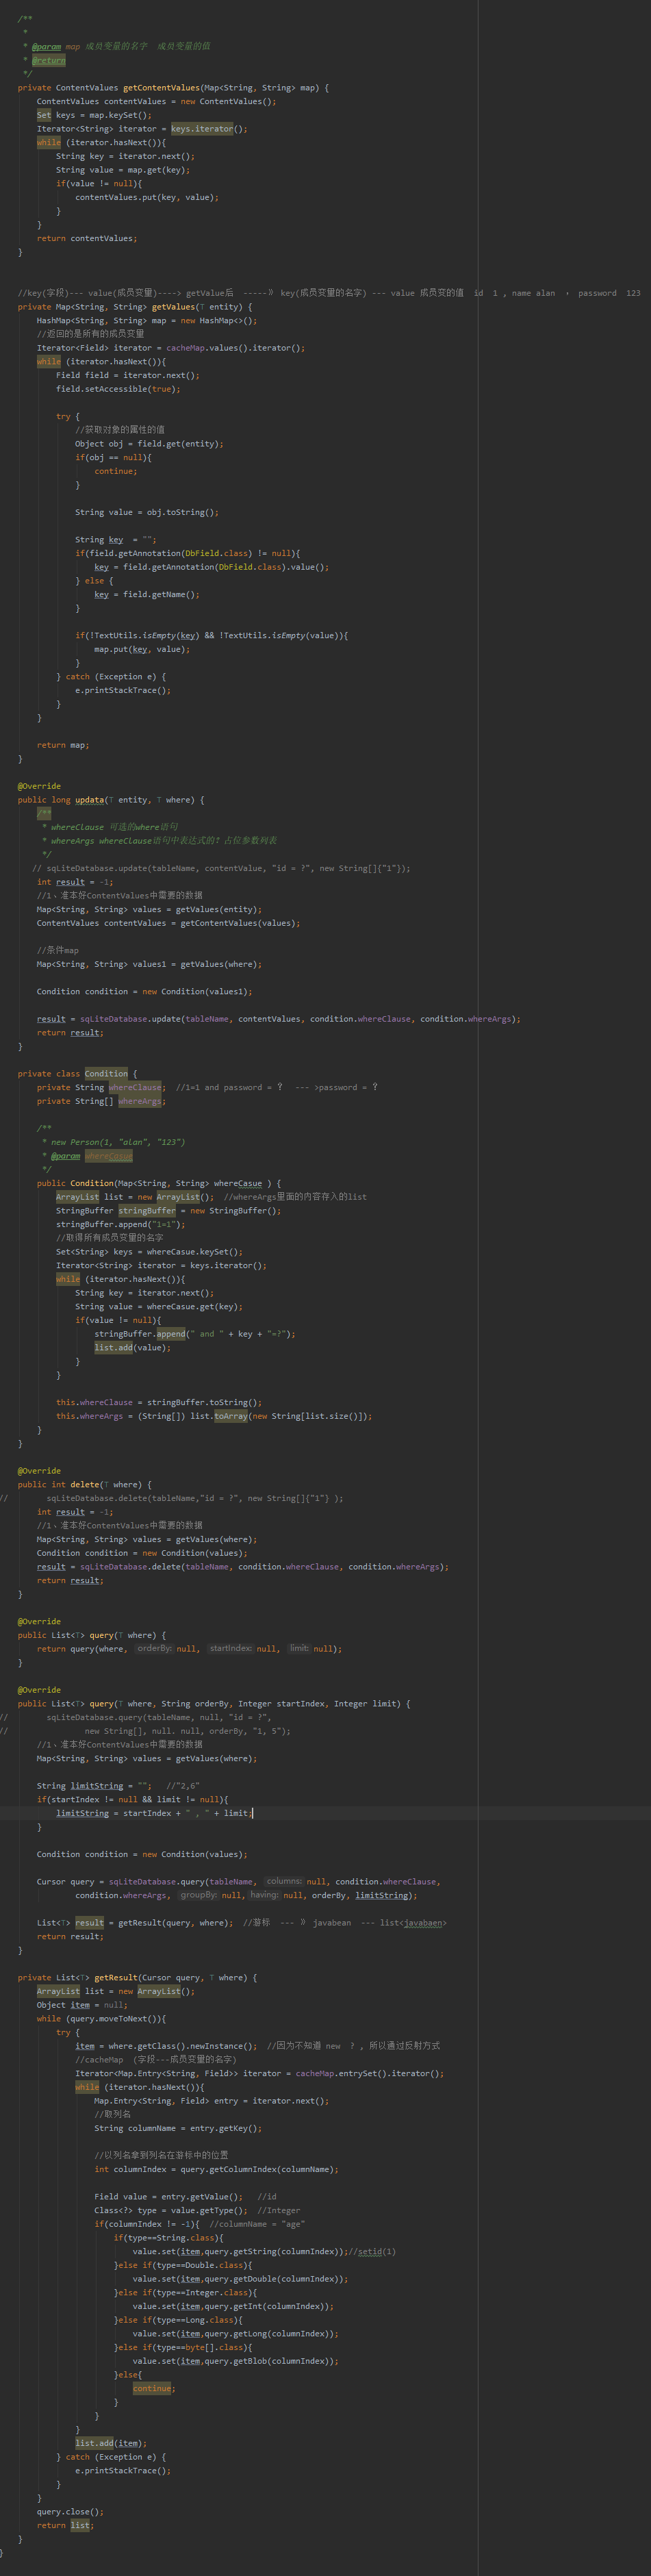 /**
 *
 * @param map 成员变量的名字  成员变量的值
 * @return
 */
private ContentValues getContentValues(Map<String, String> map) {
    ContentValues contentValues = new ContentValues();
    Set keys = map.keySet();
    Iterator<String> iterator = keys.iterator();
    while (iterator.hasNext()){
        String key = iterator.next();
        String value = map.get(key);
        if(value != null){
            contentValues.put(key, value);
        }
    }
    return contentValues;
}
//key(字段)--- value(成员变量)----> getValue后  -----》 key(成员变量的名字) --- value 成员变的值  id  1 , name alan  ， password  123
private Map<String, String> getValues(T entity) {
    HashMap<String, String> map = new HashMap<>();
    //返回的是所有的成员变量
    Iterator<Field> iterator = cacheMap.values().iterator();
    while (iterator.hasNext()){
        Field field = iterator.next();
        field.setAccessible(true);
        try {
            //获取对象的属性的值
            Object obj = field.get(entity);
            if(obj == null){
                continue;
            }
            String value = obj.toString();
            String key  = "";
            if(field.getAnnotation(DbField.class) != null){
                key = field.getAnnotation(DbField.class).value();
            } else {
                key = field.getName();
            }
            if(!TextUtils.isEmpty(key) && !TextUtils.isEmpty(value)){
                map.put(key, value);
            }
        } catch (Exception e) {
            e.printStackTrace();
        }
    }
    return map;
}
@Override
public long updata(T entity, T where) {
    /**
     * whereClause 可选的where语句
     * whereArgs whereClause语句中表达式的？占位参数列表
     */
   // sqLiteDatabase.update(tableName, contentValue, "id = ?", new String[]{"1"});
    int result = -1;
    //1、准本好ContentValues中需要的数据
    Map<String, String> values = getValues(entity);
    ContentValues contentValues = getContentValues(values);
    //条件map
    Map<String, String> values1 = getValues(where);
    Condition condition = new Condition(values1);
    result = sqLiteDatabase.update(tableName, contentValues, condition.whereClause, condition.whereArgs);
    return result;
}
private class Condition {
    private String whereClause;  //1=1 and password = ？  --- >password = ？
    private String[] whereArgs;
    /**
     * new Person(1, "alan", "123")
     * @param whereCasue
     */
    public Condition(Map<String, String> whereCasue ) {
        ArrayList list = new ArrayList();  //whereArgs里面的内容存入的list
        StringBuffer stringBuffer = new StringBuffer();
        stringBuffer.append("1=1");
        //取得所有成员变量的名字
        Set<String> keys = whereCasue.keySet();
        Iterator<String> iterator = keys.iterator();
        while (iterator.hasNext()){
            String key = iterator.next();
            String value = whereCasue.get(key);
            if(value != null){
                stringBuffer.append(" and " + key + "=?");
                list.add(value);
            }
        }
        this.whereClause = stringBuffer.toString();
        this.whereArgs = (String[]) list.toArray(new String[list.size()]);
    }
}
@Override
public int delete(T where) {
//        sqLiteDatabase.delete(tableName,"id = ?", new String[]{"1"} );
    int result = -1;
    //1、准本好ContentValues中需要的数据
    Map<String, String> values = getValues(where);
    Condition condition = new Condition(values);
    result = sqLiteDatabase.delete(tableName, condition.whereClause, condition.whereArgs);
    return result;
}
@Override
public List<T> query(T where) {
    return query(where, orderBy: null, startIndex: null, limit: null);
}
@Override
public List<T> query(T where, String orderBy, Integer startIndex, Integer limit) {
//        sqLiteDatabase.query(tableName, null, "id = ?",
//                new String[], null. null, orderBy, "1, 5");
    //1、准本好ContentValues中需要的数据
    Map<String, String> values = getValues(where);
    String limitString = "";   //"2,6"
    if(startIndex != null && limit != null){
        limitString = startIndex + " , " + limit;
    }
    Condition condition = new Condition(values);
    Cursor query = sqLiteDatabase.query(tableName, columns: null, condition.whereClause,
            condition.whereArgs, groupBy: null, having: null, orderBy, limitString);
    List<T> result = getResult(query, where);  //游标  --- 》 javabean  --- list<javabaen>
    return result;
}
private List<T> getResult(Cursor query, T where) {
    ArrayList list = new ArrayList();
    Object item = null;
    while (query.moveToNext()){
        try {
            item = where.getClass().newInstance();  //因为不知道 new  ? , 所以通过反射方式
            //cacheMap  (字段---成员变量的名字)
            Iterator<Map.Entry<String, Field>> iterator = cacheMap.entrySet().iterator();
            while (iterator.hasNext()){
                Map.Entry<String, Field> entry = iterator.next();
                //取列名
                String columnName = entry.getKey();
                //以列名拿到列名在游标中的位置
                int columnIndex = query.getColumnIndex(columnName);
                Field value = entry.getValue();   //id
                Class<?> type = value.getType();  //Integer
                if(columnIndex != -1){  //columnName = "age"
                    if(type==String.class){
                        value.set(item,query.getString(columnIndex));//setid(1)
                    }else if(type==Double.class){
                        value.set(item,query.getDouble(columnIndex));
                    }else if(type==Integer.class){
                        value.set(item,query.getInt(columnIndex));
                    }else if(type==Long.class){
                        value.set(item,query.getLong(columnIndex));
                    }else if(type==byte[].class){
                        value.set(item,query.getBlob(columnIndex));
                    }else{
                        continue;
                    }
                }
            }
            list.add(item);
        } catch (Exception e) {
            e.printStackTrace();
        }
    }
    query.close();
    return list;
}
}